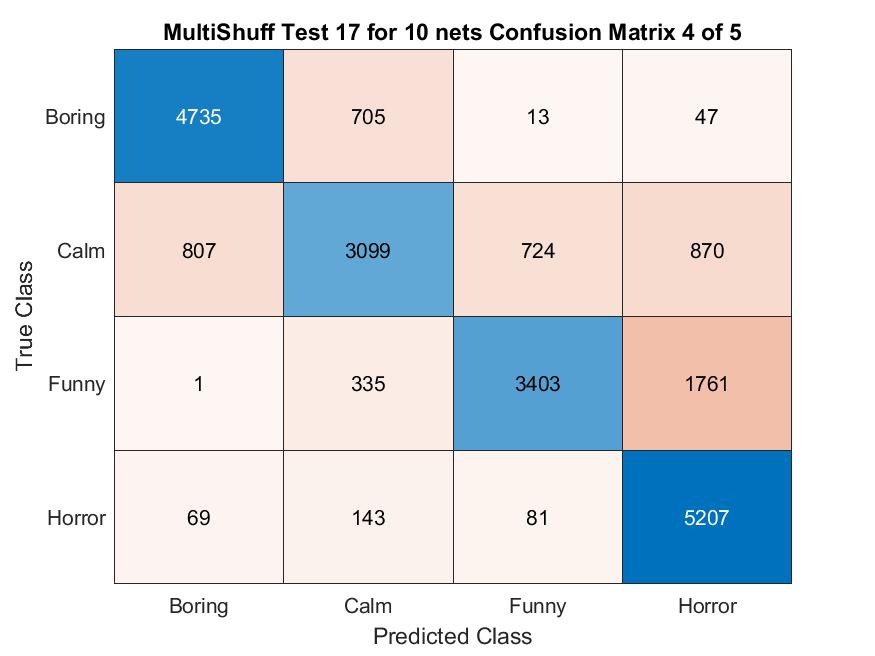 MultiShuff Test 17 for 10 nets Confusion Matrix 4 of 5
Boring 4735 705 13 47
Calm 807 3099 724 870
Funny 1 335 3403 1761
Horror 69 143 81 5207
Boring Calm Funny Horror
Predicted Class
True Class